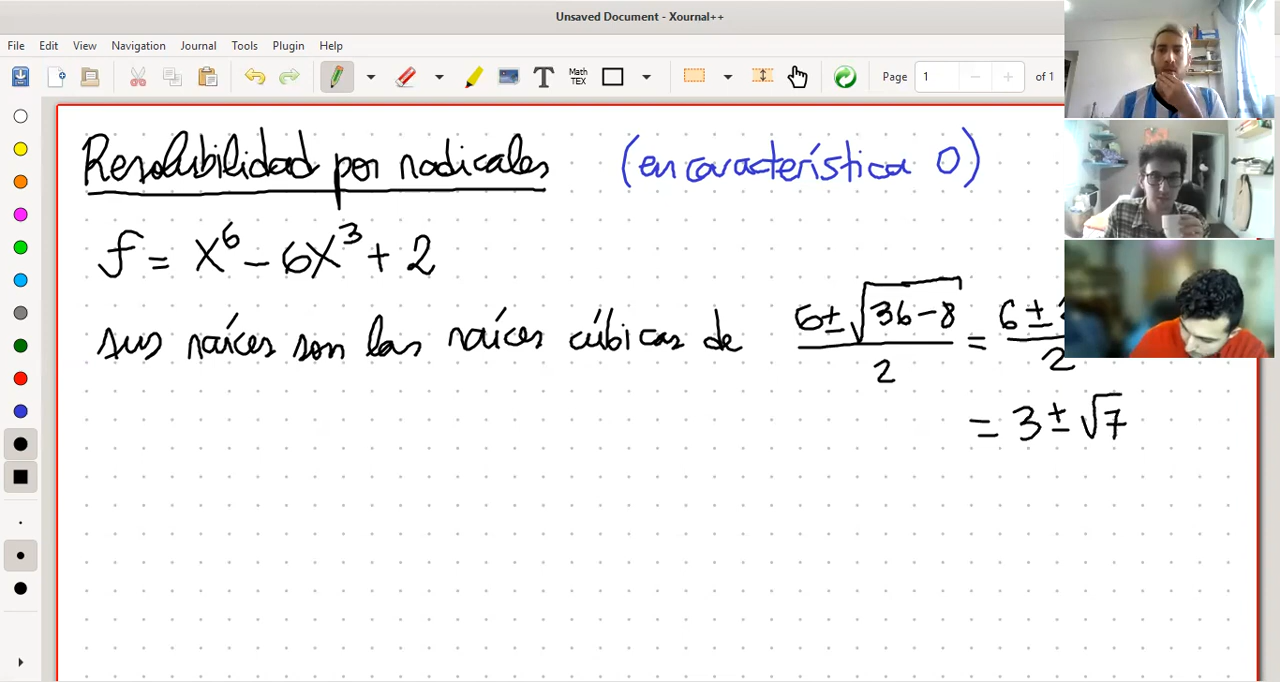 Unsaved Document - Xournal++
File Edit View Navigation Journal Tools Plugin Help
T Math TEX Page 1 − + of 1
Resolubilidad por radicales (en característica 0)
f = X⁶ − 6X³ + 2
sus raíces son las raíces cúbicas de (6 ± √(36 − 8))/2 = 6 ±
= 3 ± √7